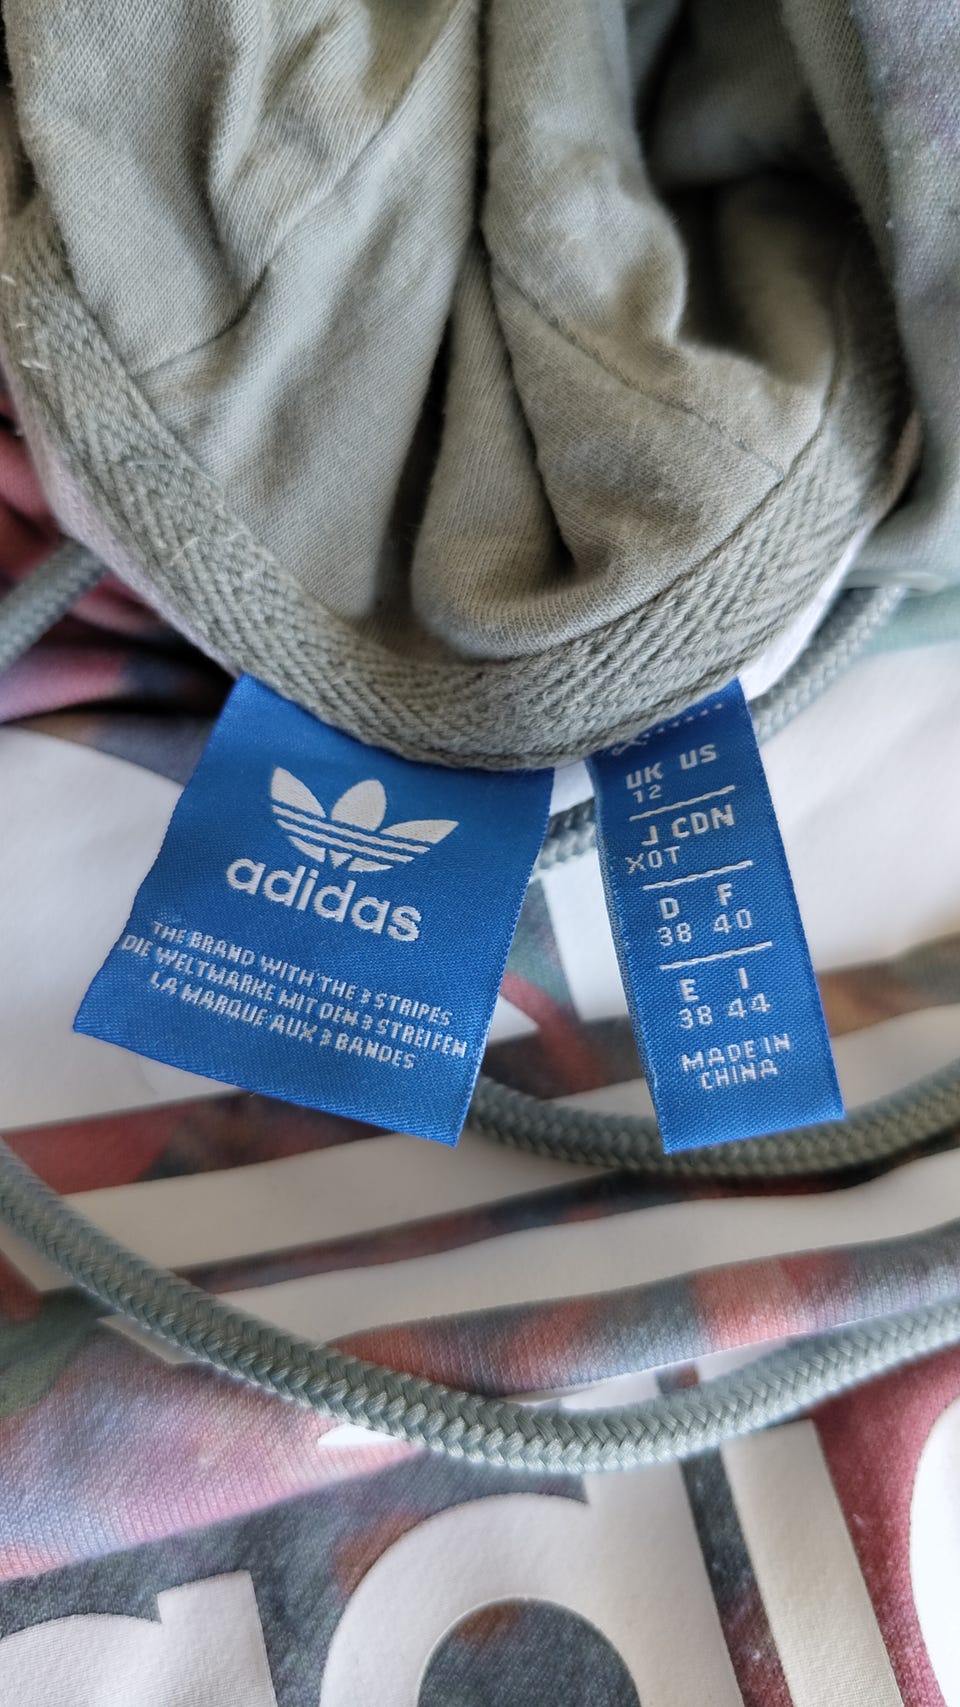 adidas
THE BRAND WITH THE 3 STRIPES
DIE WELTMARKE MIT DEN 3 STREIFEN
LA MARQUE AUX 3 BANDES
UK US
12
J CDN
XOT
D F
38 40
E I
38 44
MADE IN
CHINA